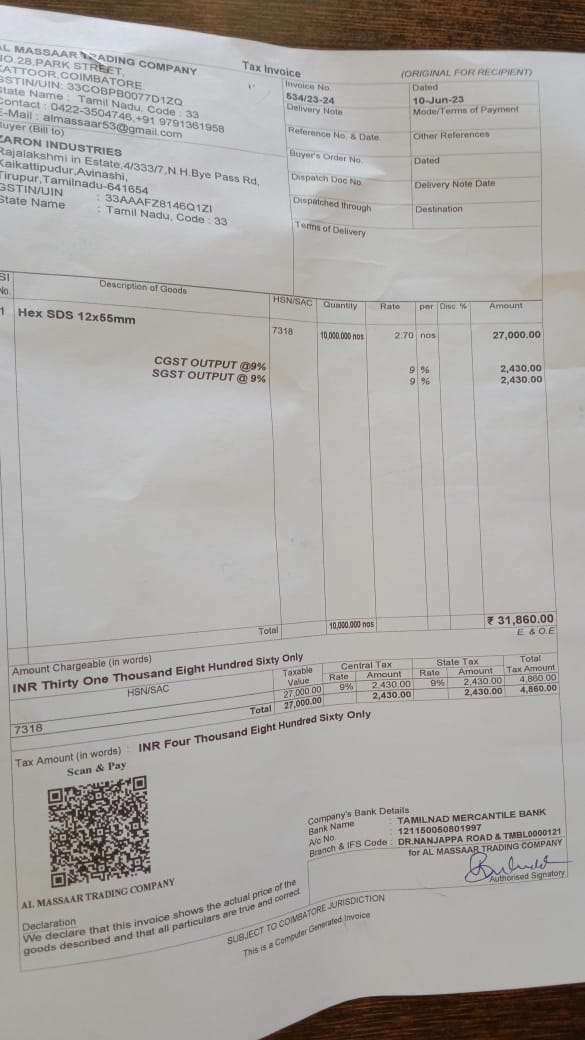 AL MASSAAR TRADING COMPANY
NO.28,PARK STREET,
KATTOOR,COIMBATORE
GSTIN/UIN: 33COBPB0077D1ZQ
State Name : Tamil Nadu, Code : 33
Contact : 0422-3504746,+91 9791361958
E-Mail : almassaar53@gmail.com
Buyer (Bill to)
ZARON INDUSTRIES
Rajalakshmi in Estate,4/333/7,N.H.Bye Pass Rd,
Kaikattipudur,Avinashi,
Tirupur,Tamilnadu-641654
GSTIN/UIN : 33AAAFZ8146Q1ZI
State Name : Tamil Nadu, Code : 33
Tax Invoice
(ORIGINAL FOR RECIPIENT)
Invoice No. Dated
634/23-24 10-Jun-23
Delivery Note Mode/Terms of Payment
Reference No. & Date. Other References
Buyer's Order No. Dated
Dispatch Doc No. Delivery Note Date
Dispatched through Destination
Terms of Delivery
Sl No. Description of Goods HSN/SAC Quantity Rate per Disc. % Amount
1 Hex SDS 12x55mm 7318 10,000.000 nos 2.70 nos 27,000.00
CGST OUTPUT @9% 9 % 2,430.00
SGST OUTPUT @ 9% 9 % 2,430.00
Total 10,000.000 nos ₹ 31,860.00
E. & O.E
Amount Chargeable (in words)
INR Thirty One Thousand Eight Hundred Sixty Only
HSN/SAC Taxable Value Central Tax State Tax Total Tax Amount
Rate Amount Rate Amount
7318 27,000.00 9% 2,430.00 9% 2,430.00 4,860.00
Total 27,000.00 2,430.00 2,430.00 4,860.00
Tax Amount (in words) : INR Four Thousand Eight Hundred Sixty Only
Scan & Pay
AL MASSAAR TRADING COMPANY
Company's Bank Details
Bank Name : TAMILNAD MERCANTILE BANK
A/c No. : 121150050801997
Branch & IFS Code : DR.NANJAPPA ROAD & TMBL0000121
for AL MASSAAR TRADING COMPANY
Authorised Signatory
Declaration
We declare that this invoice shows the actual price of the
goods described and that all particulars are true and correct.
SUBJECT TO COIMBATORE JURISDICTION
This is a Computer Generated Invoice